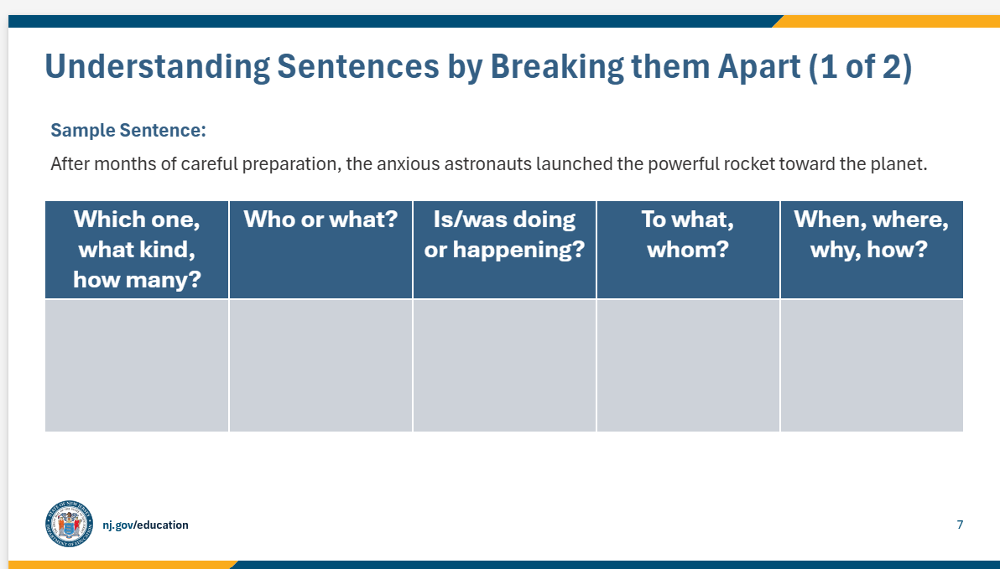 Understanding Sentences by Breaking them Apart (1 of 2)
Sample Sentence:
After months of careful preparation, the anxious astronauts launched the powerful rocket toward the planet.
Which one,
what kind,
how many?
Who or what?
Is/was doing
or happening?
To what,
whom?
When, where,
why, how?
nj.gov/education
7